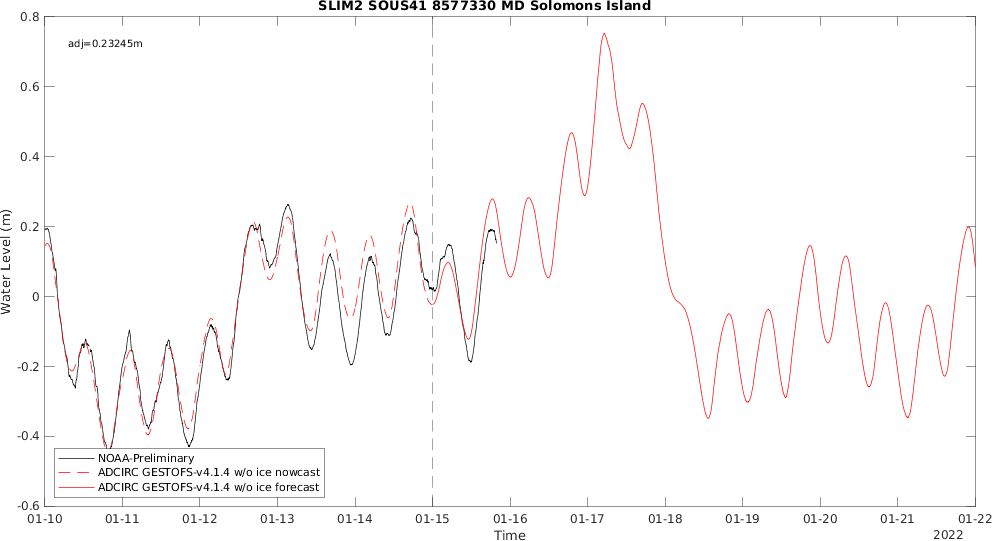 SLIM2 SOUS41 8577330 MD Solomons Island
adj=0.23245m
0.8
0.6
0.4
0.2
0
-0.2
-0.4
-0.6
Water Level (m)
NOAA-Preliminary
ADCIRC GESTOFS-v4.1.4 w/o ice nowcast
ADCIRC GESTOFS-v4.1.4 w/o ice forecast
01-10 01-11 01-12 01-13 01-14 01-15 01-16 01-17 01-18 01-19 01-20 01-21 01-22
Time
2022